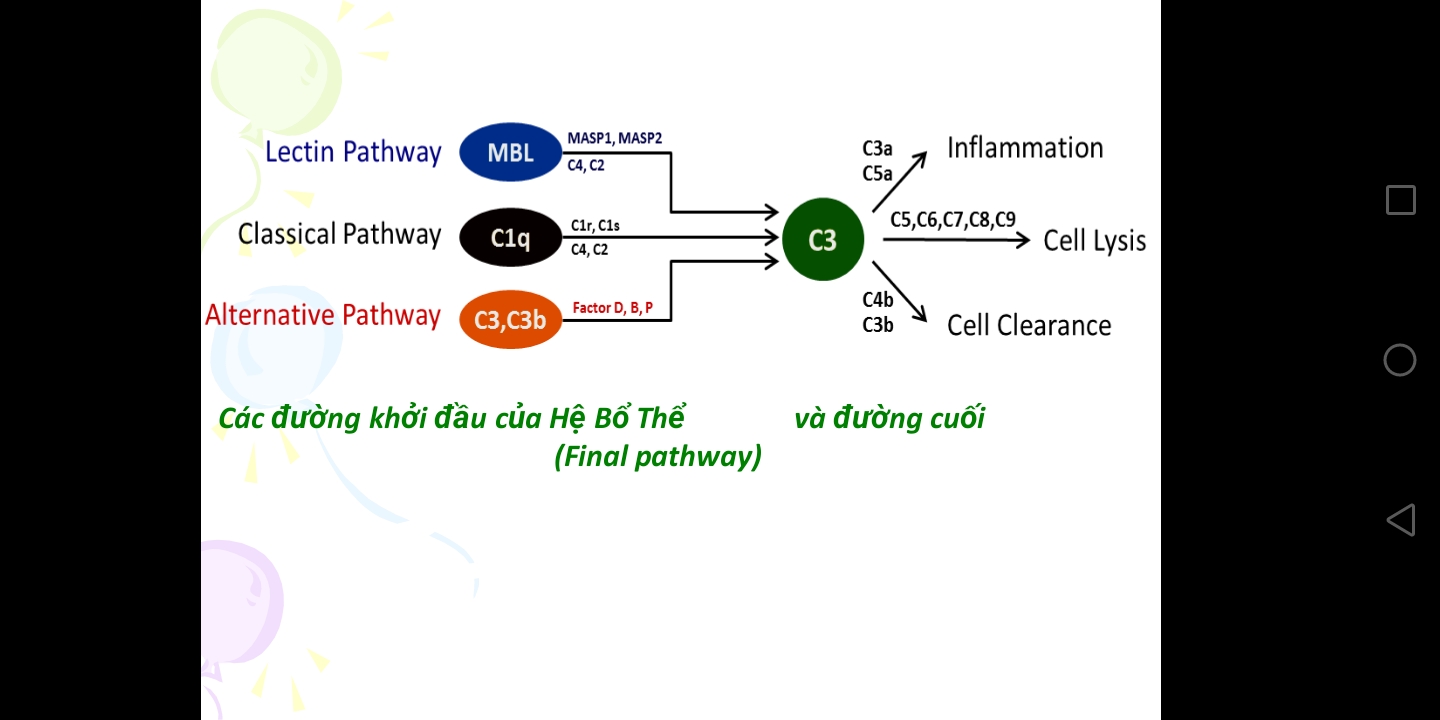 Lectin Pathway
MBL
MASP1, MASP2
C4, C2
Classical Pathway
C1q
C1r, C1s
C4, C2
Alternative Pathway
C3,C3b
Factor D, B, P
C3
C3a
C5a
Inflammation
C5,C6,C7,C8,C9
Cell Lysis
C4b
C3b
Cell Clearance
Các đường khởi đầu của Hệ Bổ Thể và đường cuối
(Final pathway)